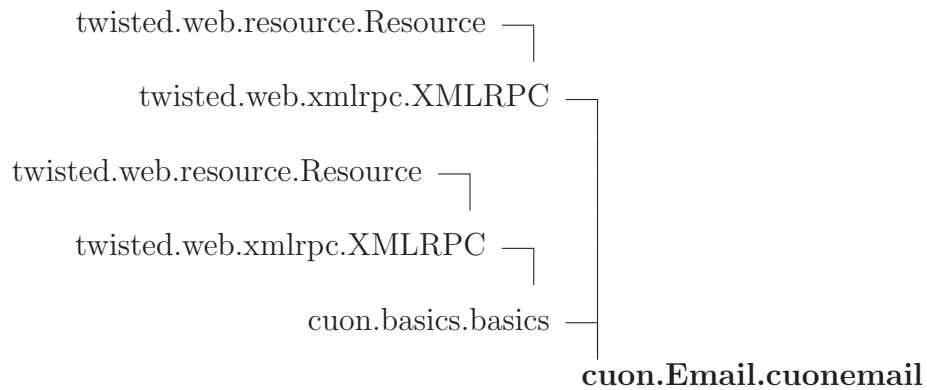 twisted.web.resource.Resource
twisted.web.xmlrpc.XMLRPC
twisted.web.resource.Resource
twisted.web.xmlrpc.XMLRPC
cuon.basics.basics
cuon.Email.cuonemail